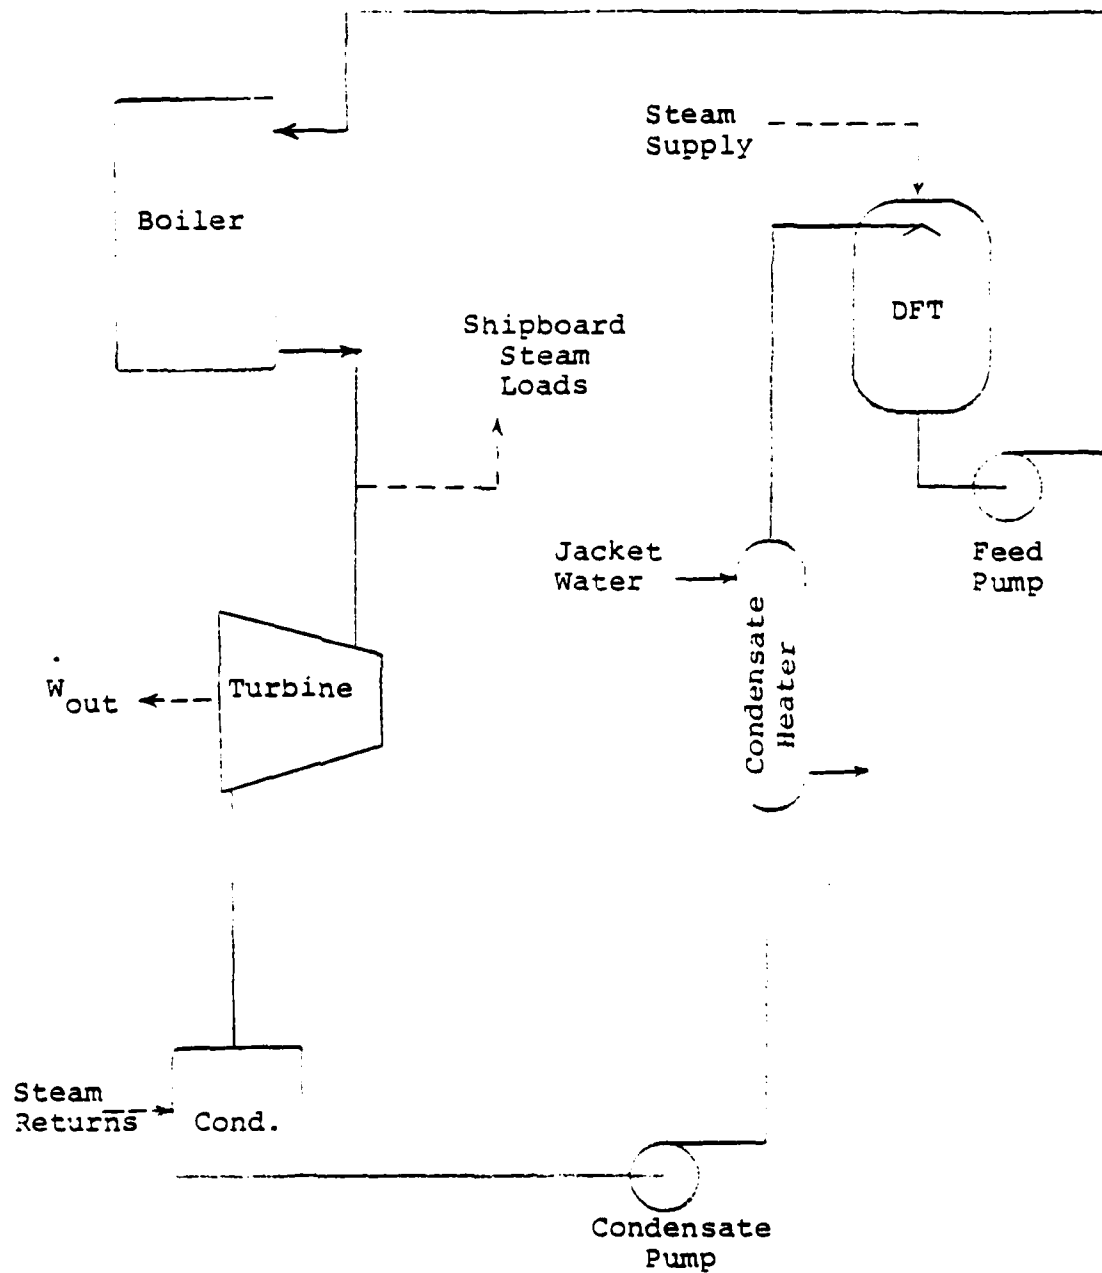 Steam
Supply
Boiler
DFT
Shipboard
Steam
Loads
Jacket
Water
Feed
Pump
Condensate
Heater
Ẇout
Turbine
Steam
Returns
Cond.
Condensate
Pump